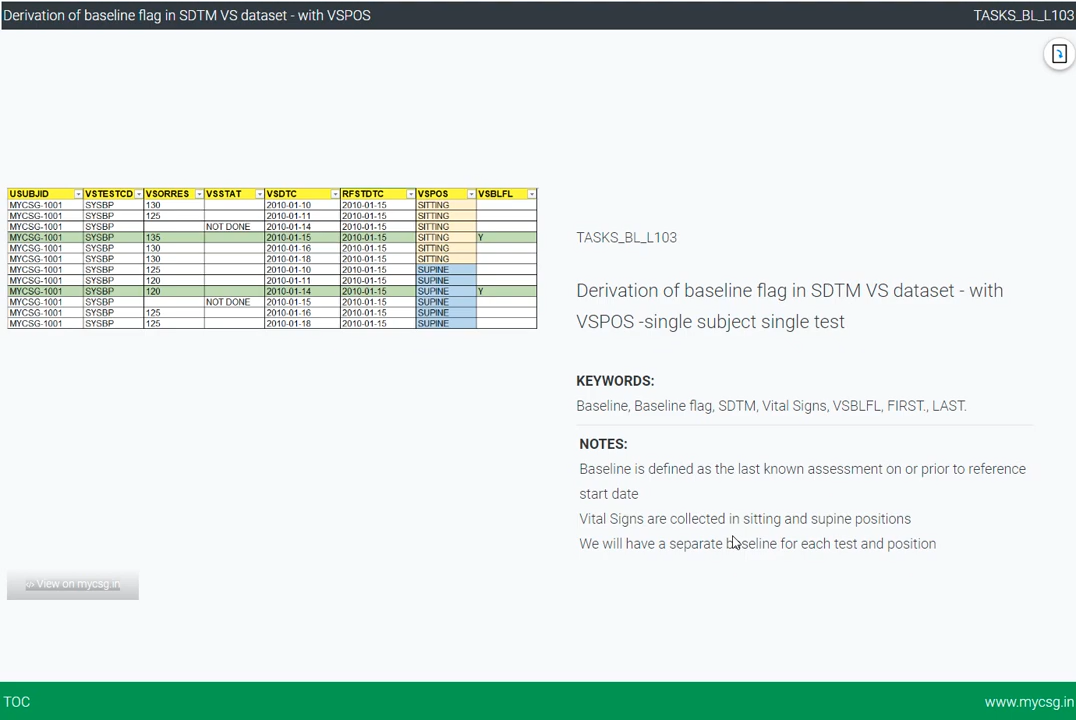 Derivation of baseline flag in SDTM VS dataset - with VSPOS
TASKS_BL_L103
USUBJID VSTESTCD VSORRES VSSTAT VSDTC RFSTDTC VSPOS VSBLFL
MYCSG-1001 SYSBP 130 2010-01-10 2010-01-15 SITTING
MYCSG-1001 SYSBP 125 2010-01-11 2010-01-15 SITTING
MYCSG-1001 SYSBP NOT DONE 2010-01-14 2010-01-15 SITTING
MYCSG-1001 SYSBP 135 2010-01-15 2010-01-15 SITTING Y
MYCSG-1001 SYSBP 130 2010-01-16 2010-01-15 SITTING
MYCSG-1001 SYSBP 130 2010-01-18 2010-01-15 SITTING
MYCSG-1001 SYSBP 125 2010-01-10 2010-01-15 SUPINE
MYCSG-1001 SYSBP 120 2010-01-11 2010-01-15 SUPINE
MYCSG-1001 SYSBP 120 2010-01-14 2010-01-15 SUPINE Y
MYCSG-1001 SYSBP NOT DONE 2010-01-15 2010-01-15 SUPINE
MYCSG-1001 SYSBP 125 2010-01-16 2010-01-15 SUPINE
MYCSG-1001 SYSBP 125 2010-01-18 2010-01-15 SUPINE
View on mycsg.in
TASKS_BL_L103
Derivation of baseline flag in SDTM VS dataset - with
VSPOS -single subject single test
KEYWORDS:
Baseline, Baseline flag, SDTM, Vital Signs, VSBLFL, FIRST., LAST.
NOTES:
Baseline is defined as the last known assessment on or prior to reference
start date
Vital Signs are collected in sitting and supine positions
We will have a separate baseline for each test and position
TOC
www.mycsg.in